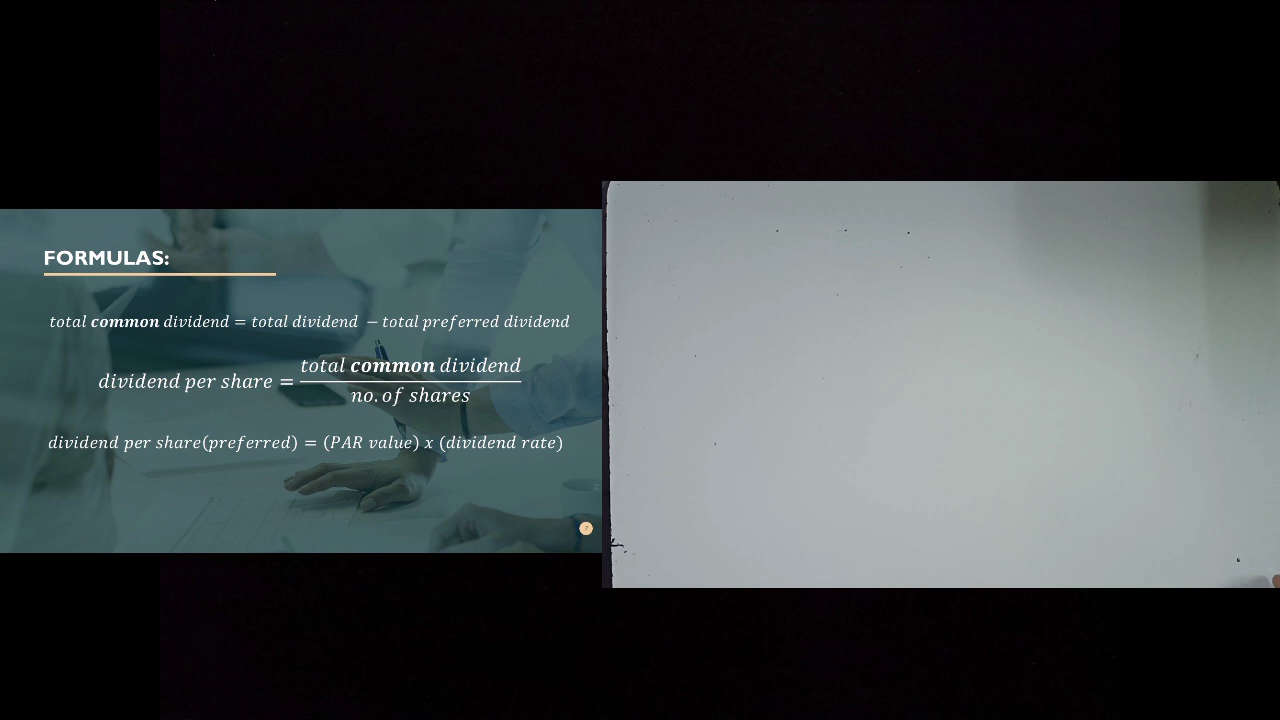 FORMULAS:
total common dividend = total dividend − total preferred dividend
dividend per share = total common dividend / no. of shares
dividend per share(preferred) = (PAR value) x (dividend rate)
7